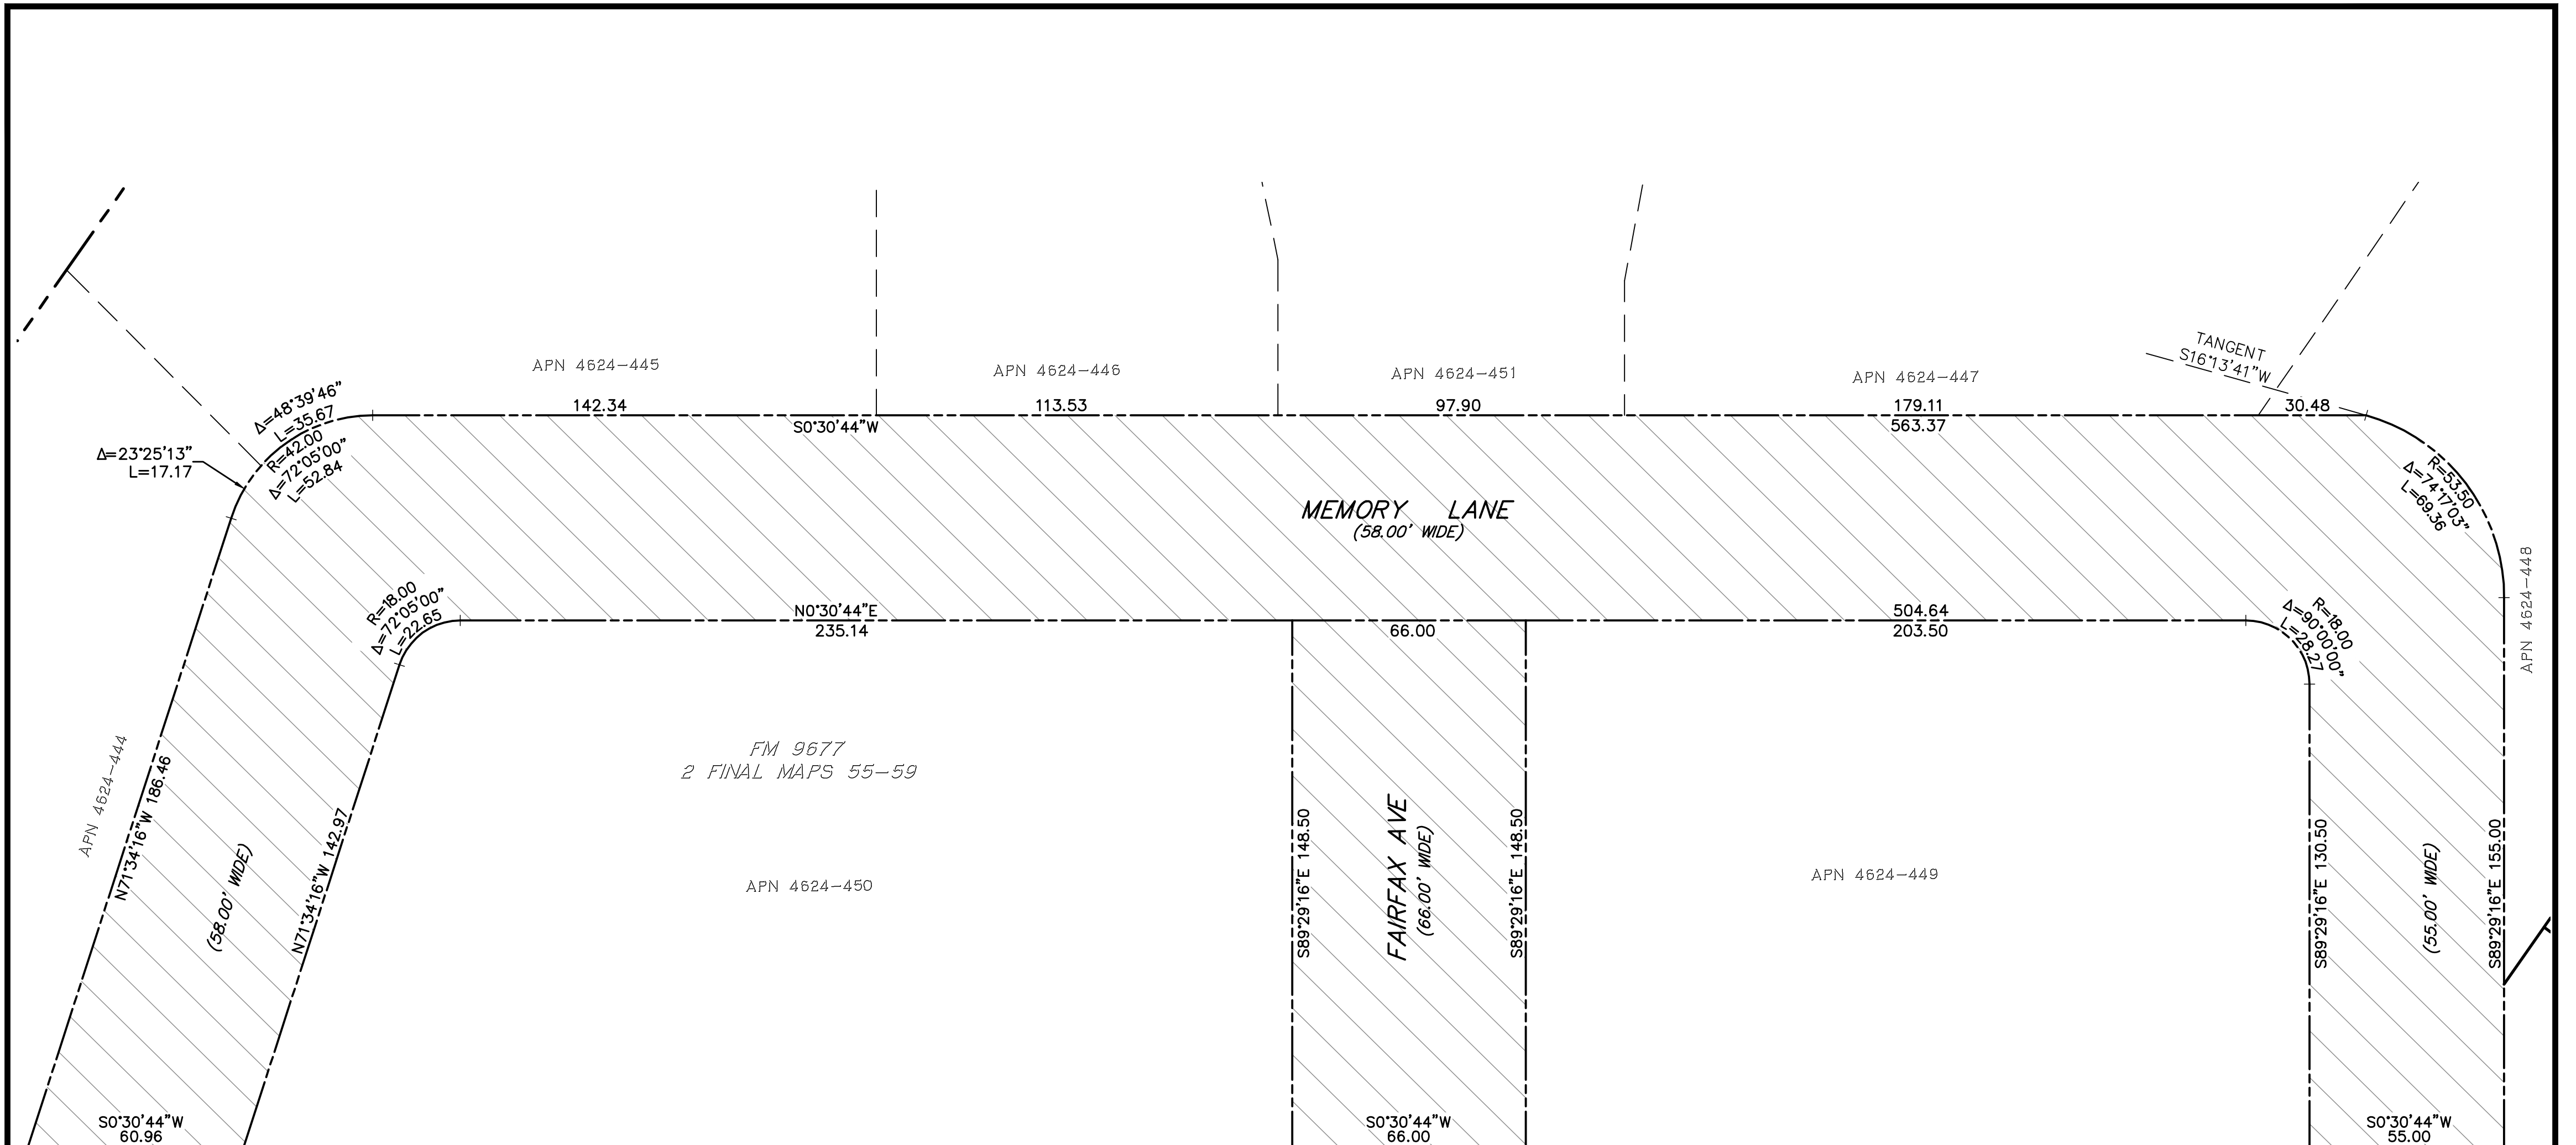 TANGENT
S16°13'41"W
APN 4624-445
APN 4624-446
APN 4624-451
APN 4624-447
Δ=48°39'46"
L=35.67
R=42.00
Δ=72°05'00"
L=52.84
Δ=23°25'13"
L=17.17
142.34
S0°30'44"W
113.53
97.90
179.11
563.37
30.48
R=53.50
Δ=74°17'03"
L=69.36
MEMORY LANE
(58.00' WIDE)
APN 4624-448
R=18.00
Δ=72°05'00"
L=22.65
N0°30'44"E
235.14
66.00
504.64
203.50
R=18.00
Δ=90°00'00"
L=28.27
FM 9677
2 FINAL MAPS 55-59
APN 4624-444
N71°34'16"W 186.46
(58.00' WIDE)
N71°34'16"W 142.97
APN 4624-450
S89°29'16"E 148.50
FAIRFAX AVE
(66.00' WIDE)
S89°29'16"E 148.50
APN 4624-449
S89°29'16"E 130.50
(55.00' WIDE)
S89°29'16"E 155.00
S0°30'44"W
60.96
S0°30'44"W
66.00
S0°30'44"W
55.00